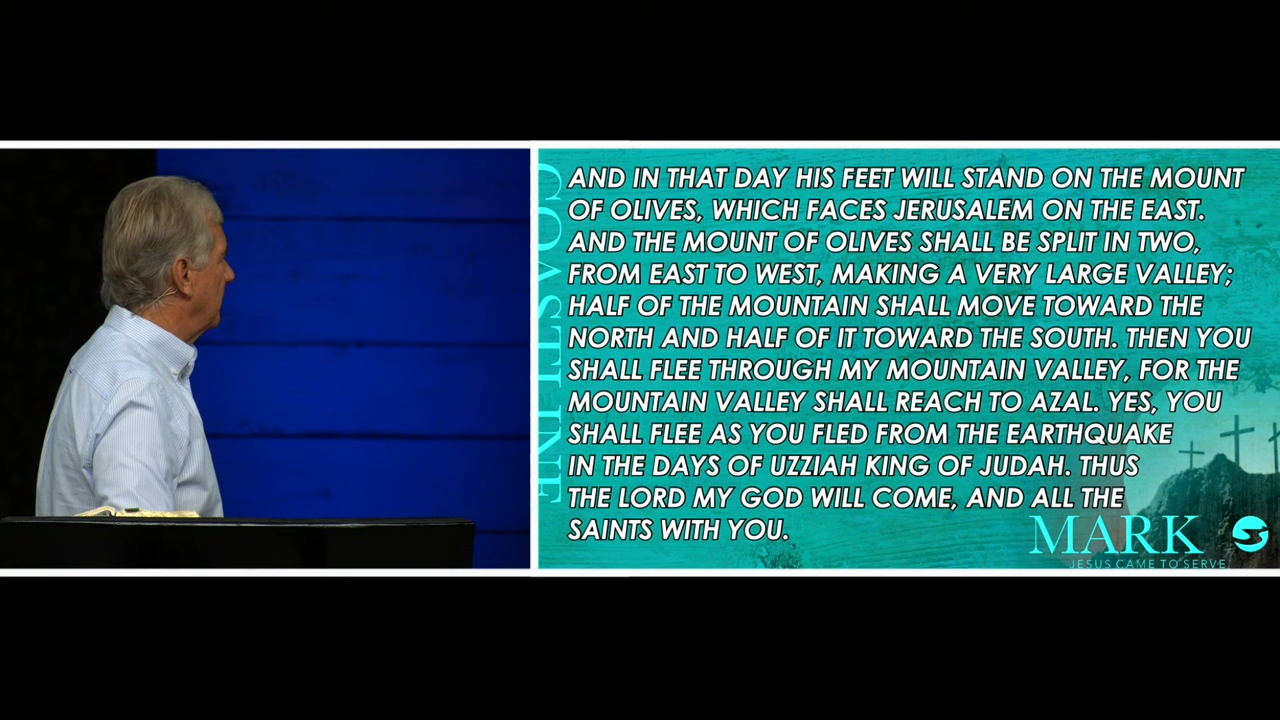 COASTLINE
AND IN THAT DAY HIS FEET WILL STAND ON THE MOUNT
OF OLIVES, WHICH FACES JERUSALEM ON THE EAST.
AND THE MOUNT OF OLIVES SHALL BE SPLIT IN TWO,
FROM EAST TO WEST, MAKING A VERY LARGE VALLEY;
HALF OF THE MOUNTAIN SHALL MOVE TOWARD THE
NORTH AND HALF OF IT TOWARD THE SOUTH. THEN YOU
SHALL FLEE THROUGH MY MOUNTAIN VALLEY, FOR THE
MOUNTAIN VALLEY SHALL REACH TO AZAL. YES, YOU
SHALL FLEE AS YOU FLED FROM THE EARTHQUAKE
IN THE DAYS OF UZZIAH KING OF JUDAH. THUS
THE LORD MY GOD WILL COME, AND ALL THE
SAINTS WITH YOU.
MARK
JESUS CAME TO SERVE